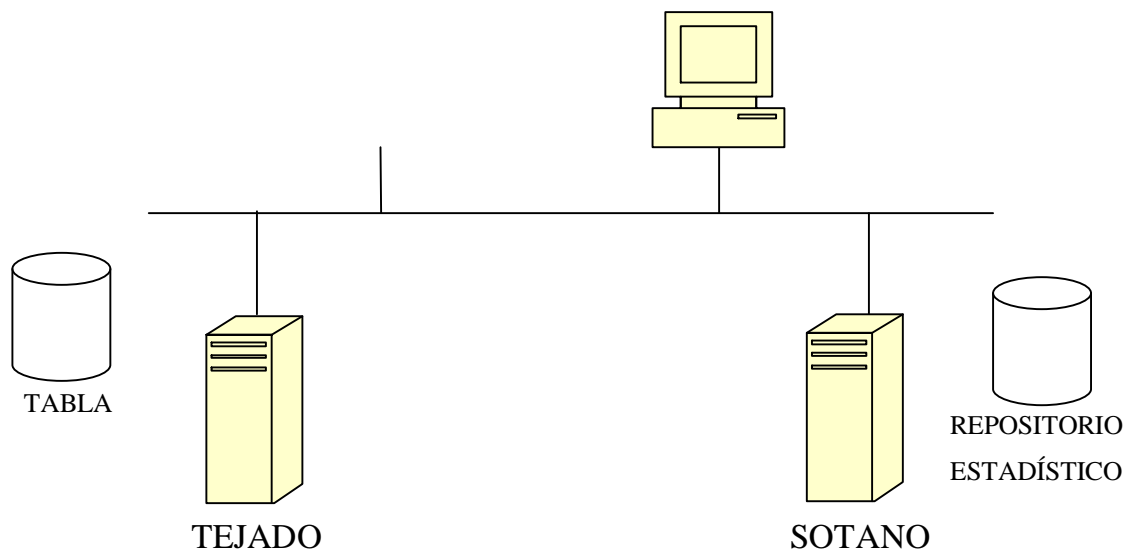 TABLA
REPOSITORIO
ESTADÍSTICO
TEJADO
SOTANO